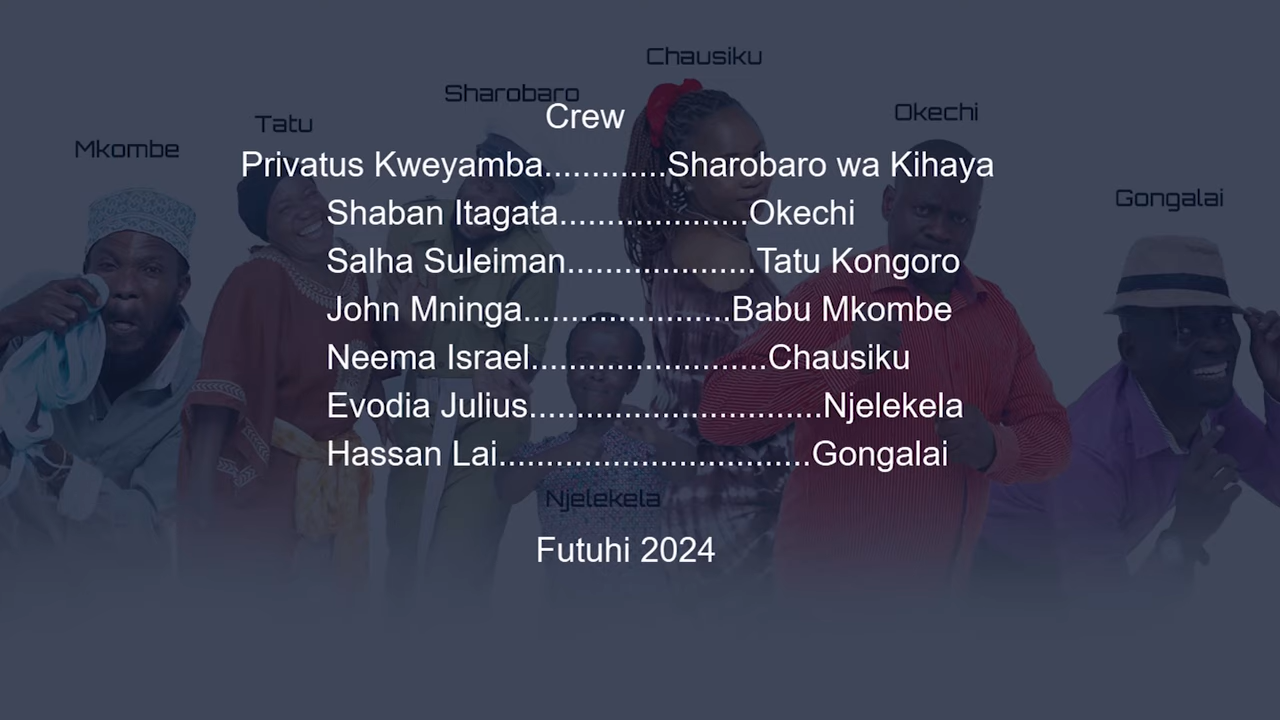 Chausiku
Sharobaro
Okechi
Tatu
Mkombe
Gongalai
Crew
Privatus Kweyamba.............Sharobaro wa Kihaya
Shaban Itagata....................Okechi
Salha Suleiman....................Tatu Kongoro
John Mninga......................Babu Mkombe
Neema Israel.........................Chausiku
Evodia Julius...............................Njelekela
Hassan Lai.................................Gongalai
Njelekela
Futuhi 2024